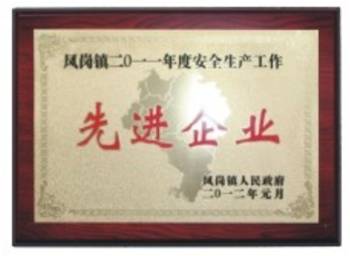 凤岗镇二〇一一年度安全生产工作
先进企业
凤岗镇人民政府
二〇一二年元月